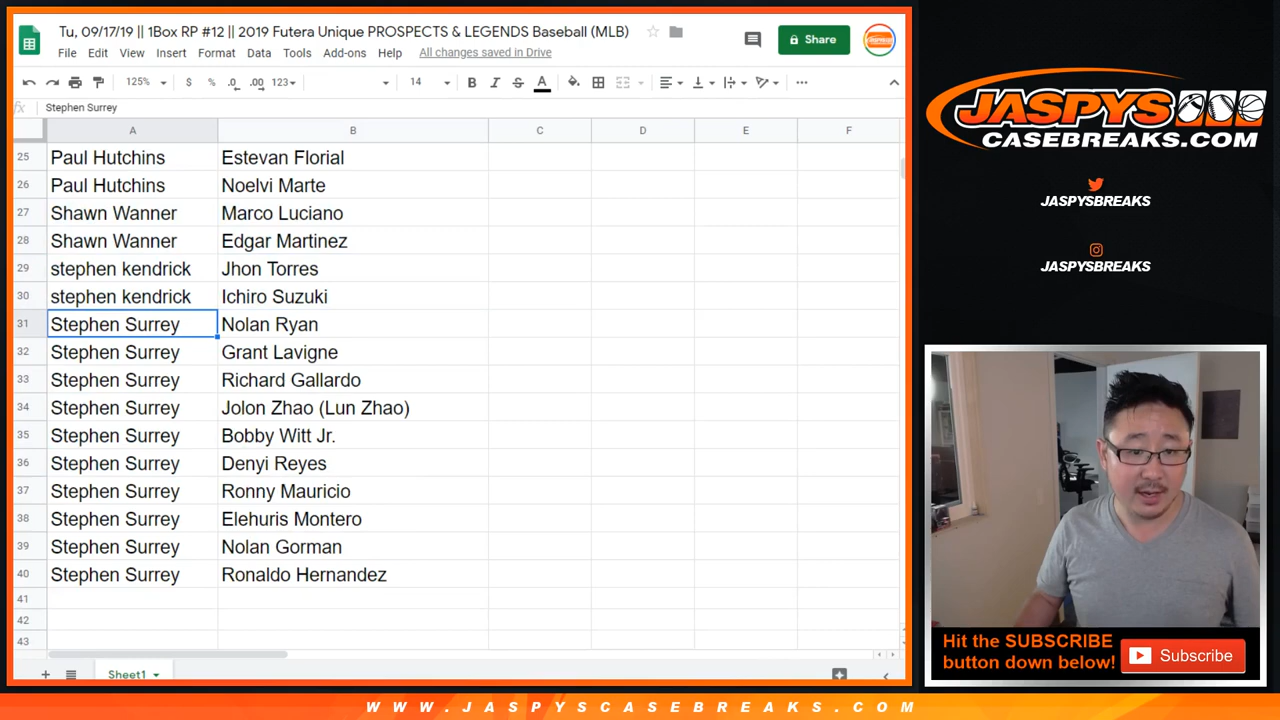 Tu, 09/17/19 || 1Box RP #12 || 2019 Futera Unique PROSPECTS & LEGENDS Baseball (MLB)
File Edit View Insert Format Data Tools Add-ons Help All changes saved in Drive
Share
125% $ % .0 .00 123 14 B I S A
fx Stephen Surrey
A B C D E F
25 Paul Hutchins Estevan Florial
26 Paul Hutchins Noelvi Marte
27 Shawn Wanner Marco Luciano
28 Shawn Wanner Edgar Martinez
29 stephen kendrick Jhon Torres
30 stephen kendrick Ichiro Suzuki
31 Stephen Surrey Nolan Ryan
32 Stephen Surrey Grant Lavigne
33 Stephen Surrey Richard Gallardo
34 Stephen Surrey Jolon Zhao (Lun Zhao)
35 Stephen Surrey Bobby Witt Jr.
36 Stephen Surrey Denyi Reyes
37 Stephen Surrey Ronny Mauricio
38 Stephen Surrey Elehuris Montero
39 Stephen Surrey Nolan Gorman
40 Stephen Surrey Ronaldo Hernandez
41
42
43
Sheet1
JASPYS
CASEBREAKS.COM
JASPYSBREAKS
JASPYSBREAKS
Hit the SUBSCRIBE
button down below!
Subscribe
WWW.JASPYSCASEBREAKS.COM